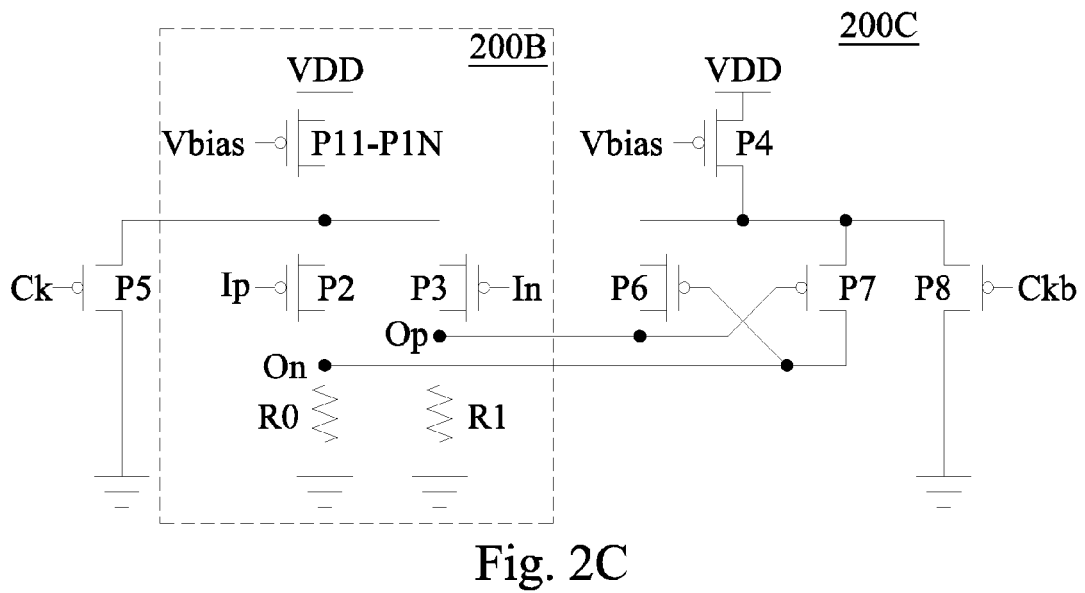 200B
200C
VDD
VDD
Vbias
P11-P1N
Vbias
P4
Ck
P5
Ip
P2
P3
In
P6
P7
P8
Ckb
Op
On
R0
R1
Fig. 2C